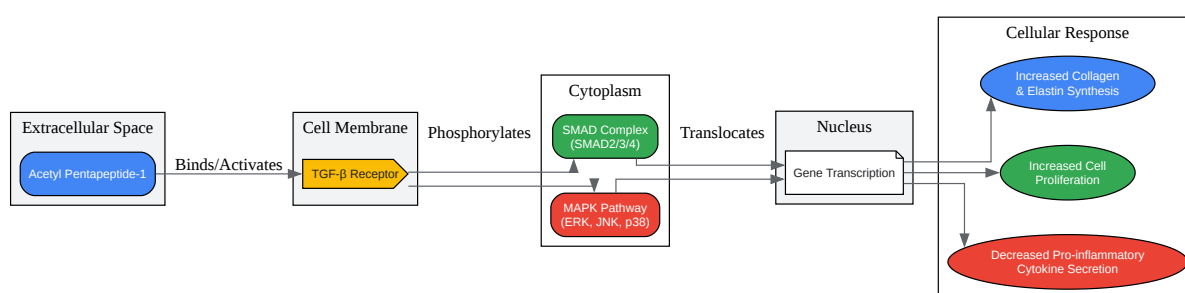 Extracellular Space
Acetyl Pentapeptide-1
Binds/Activates
Cell Membrane
TGF-β Receptor
Phosphorylates
Cytoplasm
SMAD Complex
(SMAD2/3/4)
MAPK Pathway
(ERK, JNK, p38)
Translocates
Nucleus
Gene Transcription
Cellular Response
Increased Collagen
& Elastin Synthesis
Increased Cell
Proliferation
Decreased Pro-inflammatory
Cytokine Secretion